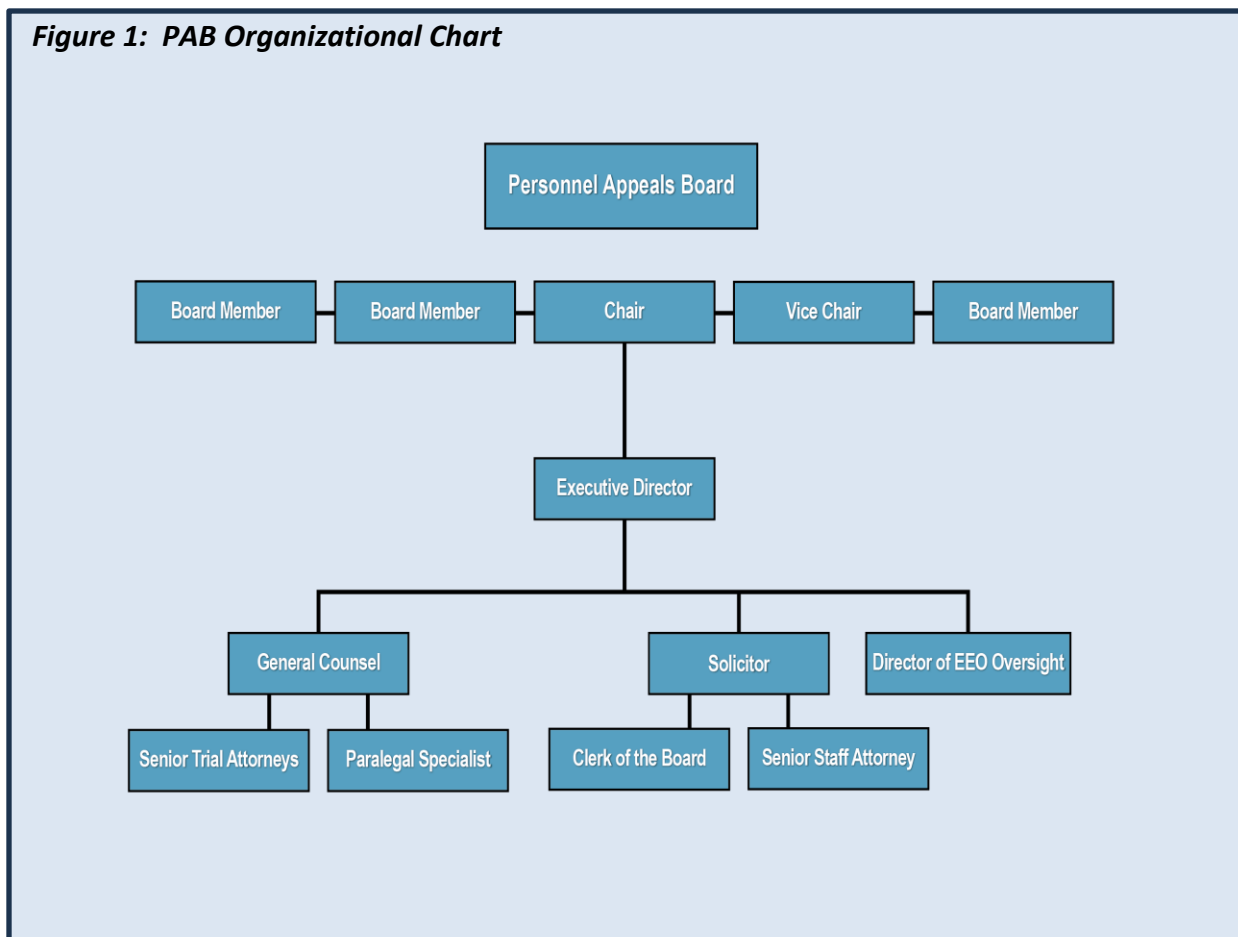 Figure 1: PAB Organizational Chart
Personnel Appeals Board
Board Member
Board Member
Chair
Vice Chair
Board Member
Executive Director
General Counsel
Solicitor
Director of EEO Oversight
Senior Trial Attorneys
Paralegal Specialist
Clerk of the Board
Senior Staff Attorney